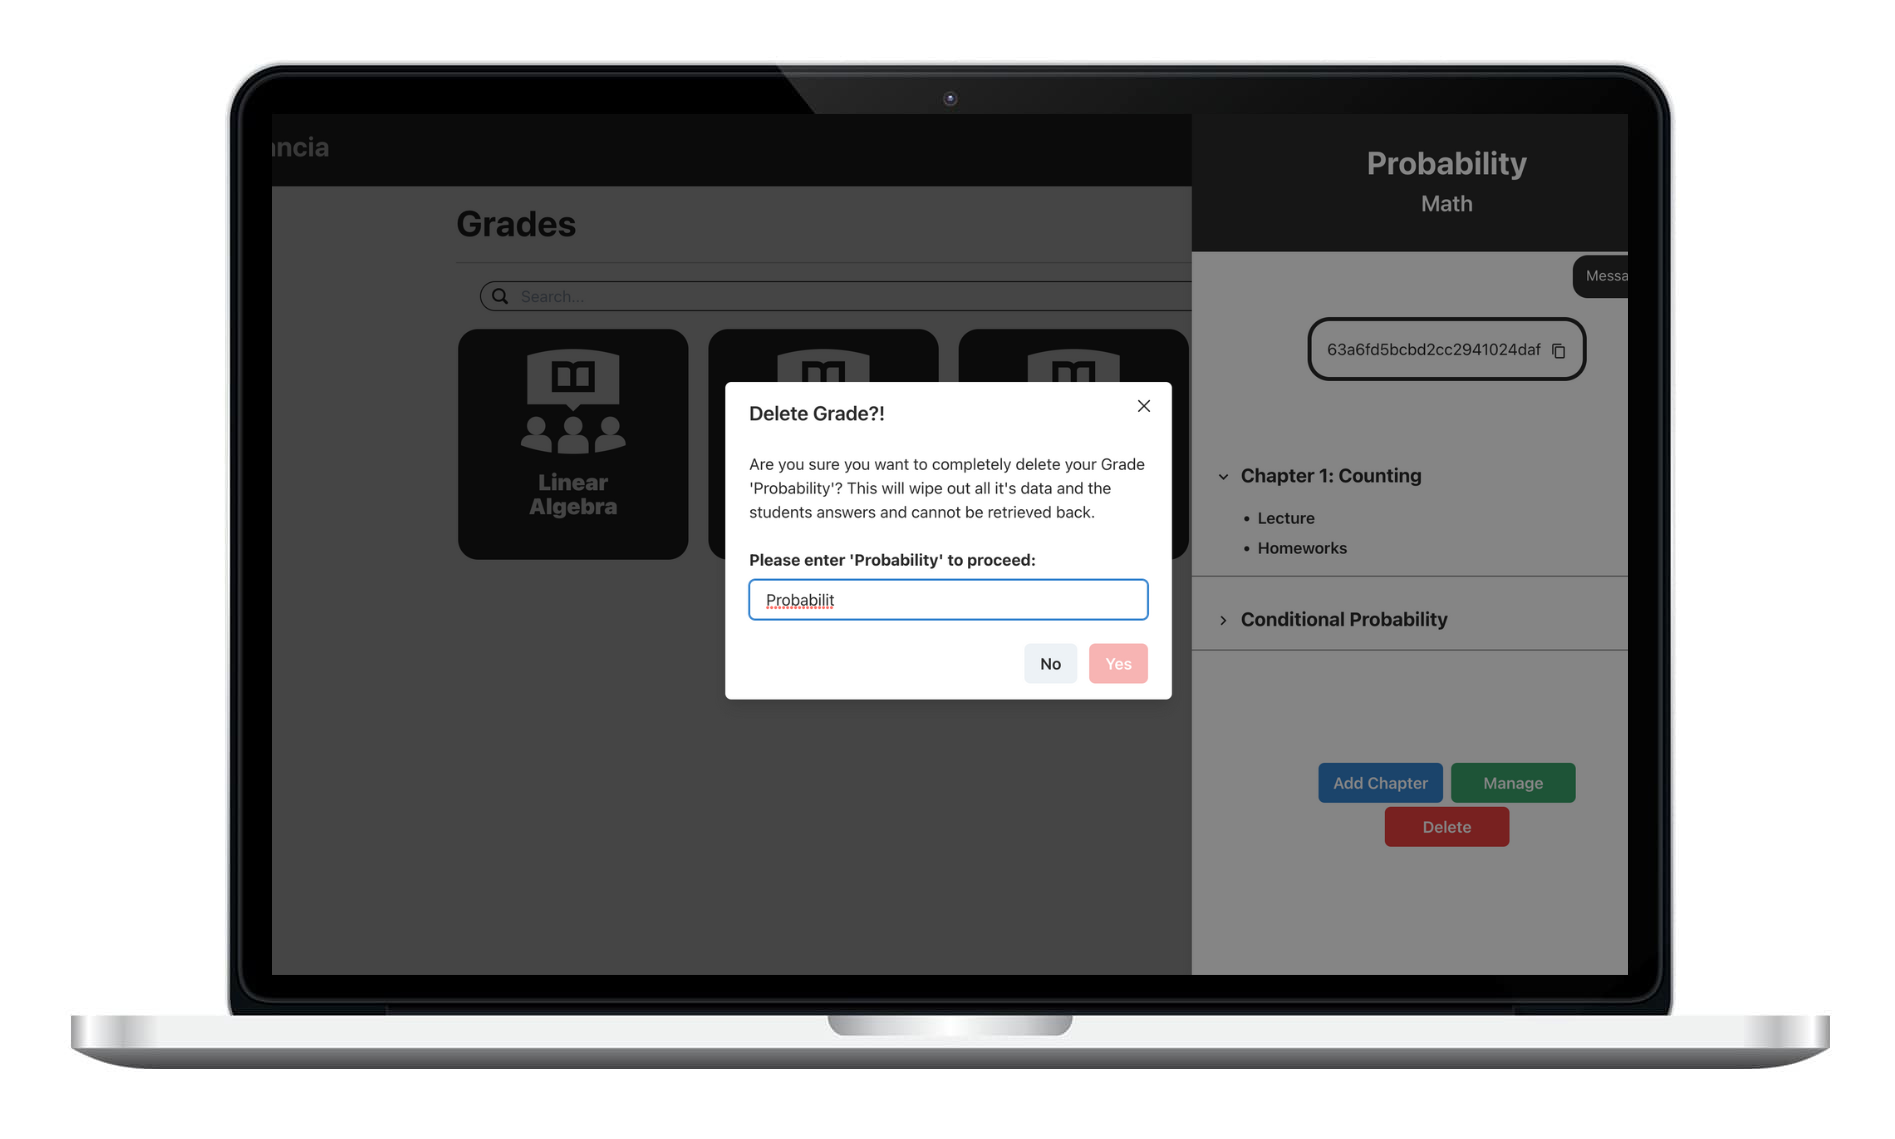 ancia
Grades
Search...
Linear
Algebra
Delete Grade?!
Are you sure you want to completely delete your Grade
'Probability'? This will wipe out all it's data and the
students answers and cannot be retrieved back.
Please enter 'Probability' to proceed:
Probabilit
No
Yes
Probability
Math
Messa
63a6fd5bcbd2cc2941024daf
Chapter 1: Counting
• Lecture
• Homeworks
Conditional Probability
Add Chapter
Manage
Delete